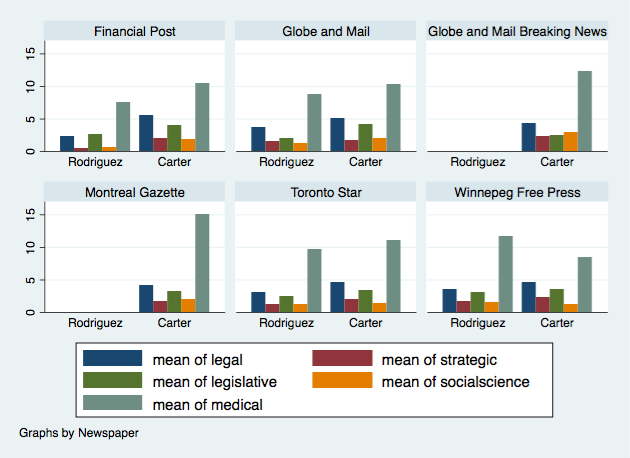 Financial Post
Globe and Mail
Globe and Mail Breaking News
15
10
5
0
Rodriguez Carter
Rodriguez Carter
Rodriguez Carter
Montreal Gazette
Toronto Star
Winnepeg Free Press
15
10
5
0
Rodriguez Carter
Rodriguez Carter
Rodriguez Carter
mean of legal
mean of strategic
mean of legislative
mean of socialscience
mean of medical
Graphs by Newspaper